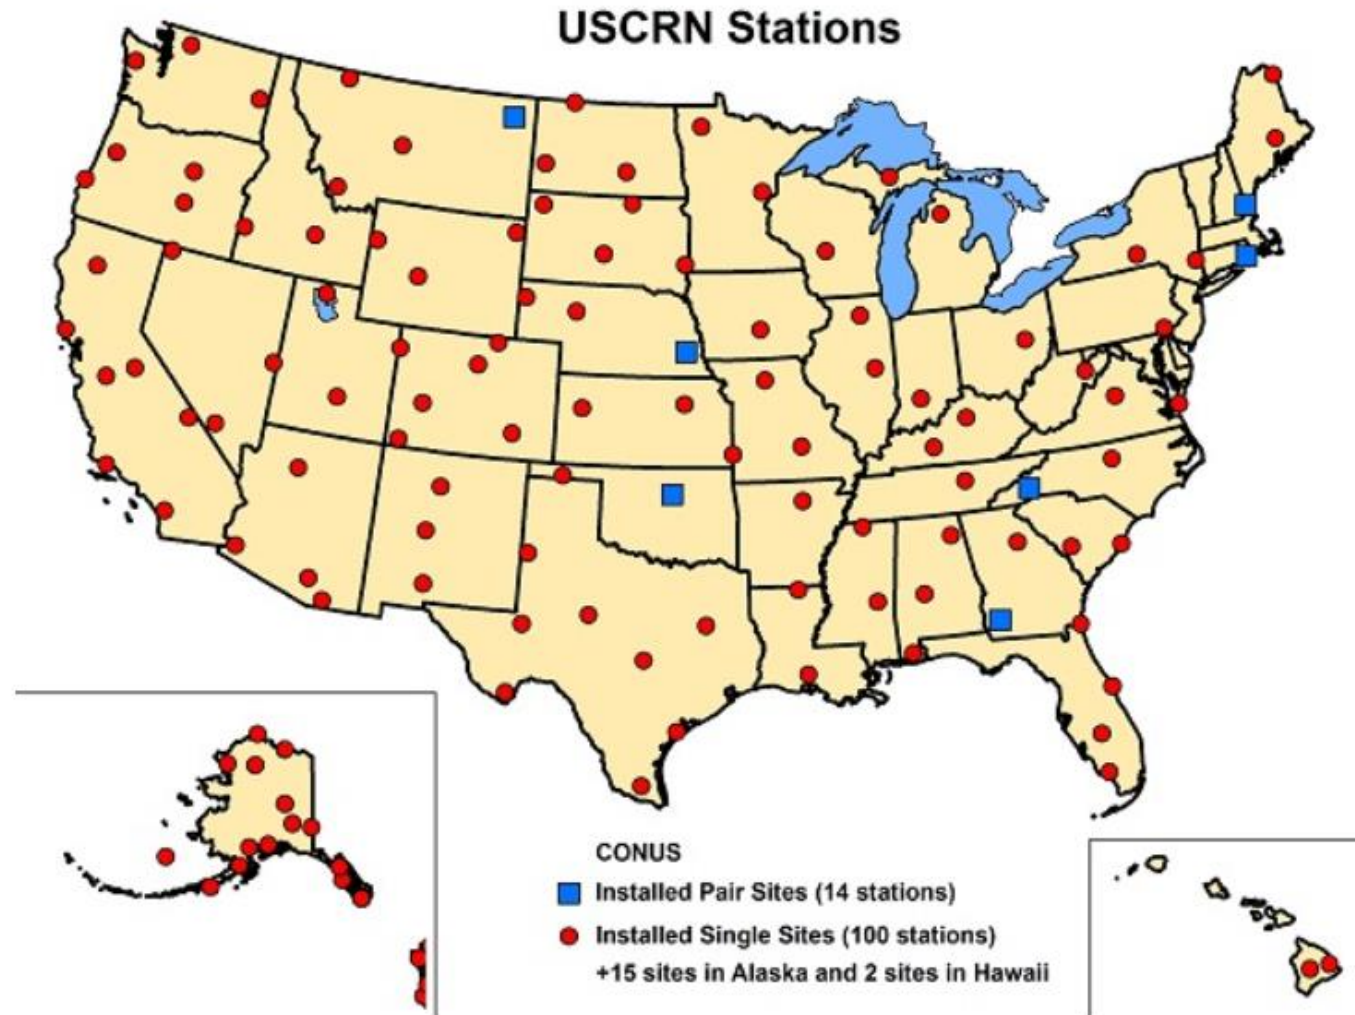 USCRN Stations
CONUS
Installed Pair Sites (14 stations)
Installed Single Sites (100 stations)
+15 sites in Alaska and 2 sites in Hawaii